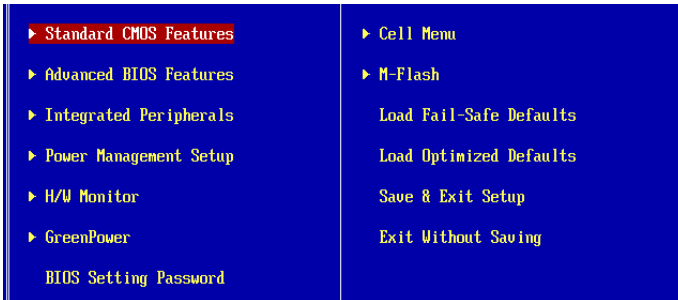 Standard CMOS Features
Advanced BIOS Features
Integrated Peripherals
Power Management Setup
H/W Monitor
GreenPower
BIOS Setting Password
Cell Menu
M-Flash
Load Fail-Safe Defaults
Load Optimized Defaults
Save & Exit Setup
Exit Without Saving